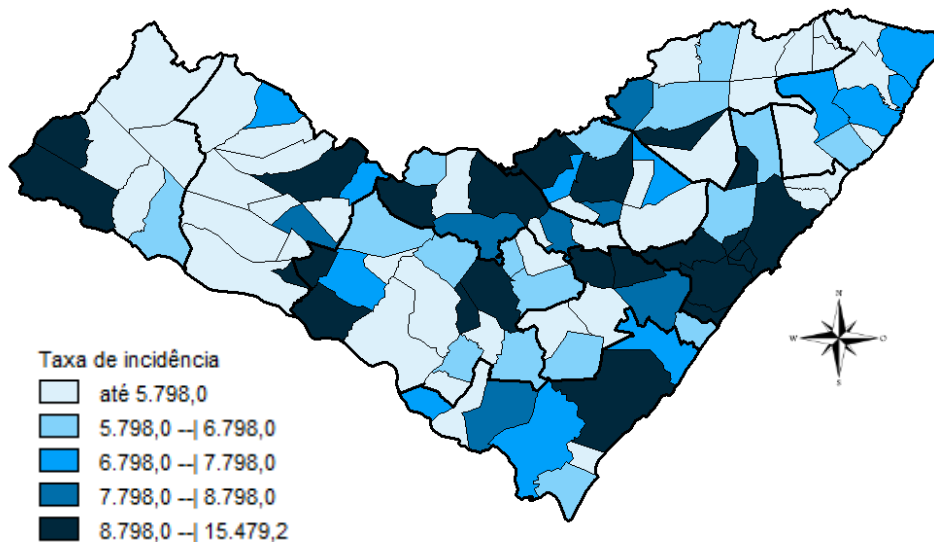 N
W
O
S
Taxa de incidência
até 5.798,0
5.798,0 --| 6.798,0
6.798,0 --| 7.798,0
7.798,0 --| 8.798,0
8.798,0 --| 15.479,2